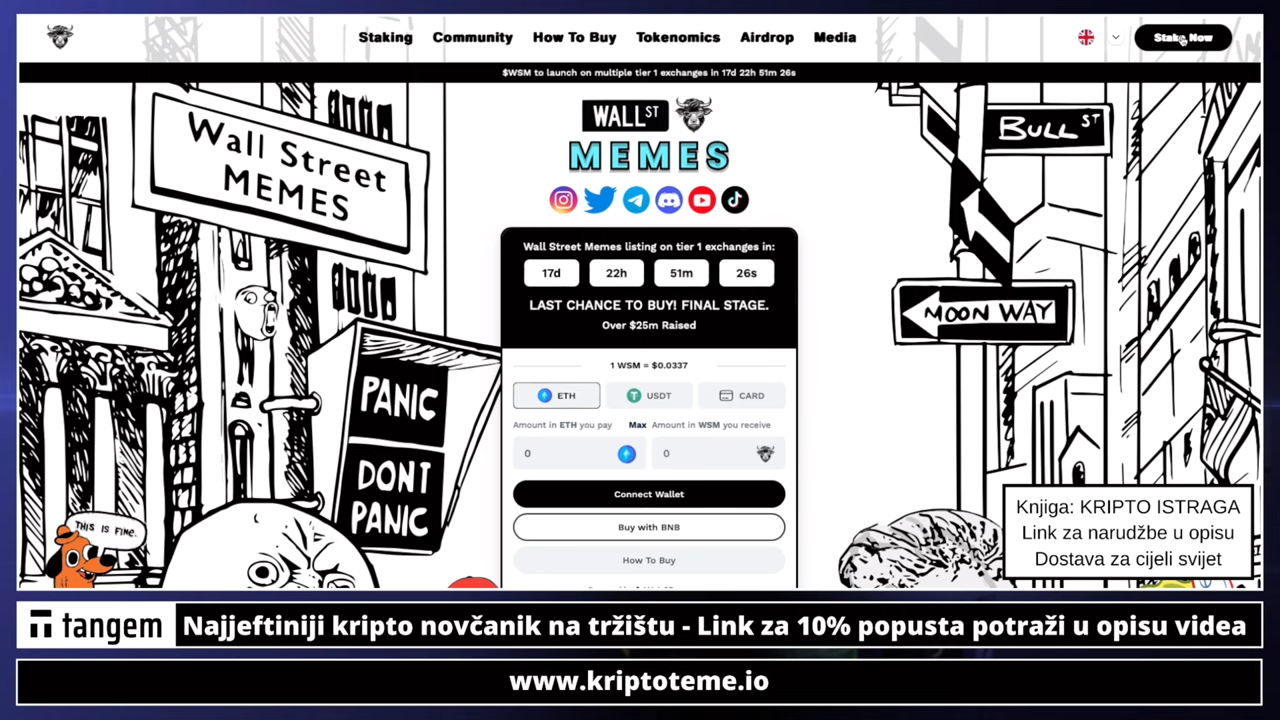 Staking Community How To Buy Tokenomics Airdrop Media Stake Now
$WSM to launch on multiple tier 1 exchanges in 17d 22h 51m 26s
Wall Street
MEMES
WALL ST
MEMES
BULL ST
MOON WAY
PANIC
DONT
PANIC
THIS IS FINE.
Wall Street Memes listing on tier 1 exchanges in:
17d 22h 51m 26s
LAST CHANCE TO BUY! FINAL STAGE.
Over $25m Raised
1 WSM = $0.0337
ETH USDT CARD
Amount in ETH you pay Max Amount in WSM you receive
0 0
Connect Wallet
Buy with BNB
How To Buy
Knjiga: KRIPTO ISTRAGA
Link za narudžbe u opisu
Dostava za cijeli svijet
tangem Najjeftiniji kripto novčanik na tržištu - Link za 10% popusta potraži u opisu videa
www.kriptoteme.io